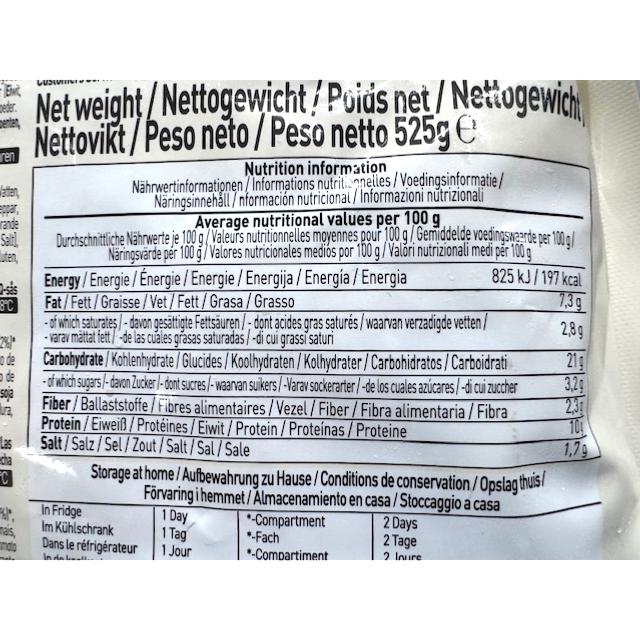 Net weight / Nettogewicht / Poids net / Nettogewicht /
Nettovikt / Peso neto / Peso netto 525g e
Nutrition information
Nährwertinformationen / Informations nutritionnelles / Voedingsinformatie /
Näringsinnehåll / nformación nutricional / Informazioni nutrizionali
Average nutritional values per 100 g
Durchschnittliche Nährwerte je 100 g / Valeurs nutritionnelles moyennes pour 100 g / Gemiddelde voedingswaarde per 100 g /
Näringsvärde per 100 g / Valores nutricionales medios por 100 g / Valori nutrizionali medi per 100 g
Energy / Energie / Énergie / Energie / Energija / Energía / Energia 825 kJ / 197 kcal
Fat / Fett / Graisse / Vet / Fett / Grasa / Grasso 7,3 g
- of which saturates / - davon gesättigte Fettsäuren / - dont acides gras saturés / waarvan verzadigde vetten /
- varav mättat fett / -de las cuales grasas saturadas / -di cui grassi saturi 2,8 g
Carbohydrate / Kohlenhydrate / Glucides / Koolhydraten / Kolhydrater / Carbohidratos / Carboidrati 21 g
- of which sugars / - davon Zucker / - dont sucres / - waarvan suikers / -Varav sockerarter / -de los cuales azúcares / -di cui zuccher 3,2 g
Fiber / Ballaststoffe / Fibres alimentaires / Vezel / Fiber / Fibra alimentaria / Fibra 2,3 g
Protein / Eiweiß / Protéines / Eiwit / Protein / Proteínas / Proteine 10 g
Salt / Salz / Sel / Zout / Salt / Sal / Sale 1,7 g
Storage at home / Aufbewahrung zu Hause / Conditions de conservation / Opslag thuis /
Förvaring i hemmet / Almacenamiento en casa / Stoccaggio a casa
In Fridge 1 Day *-Compartment 2 Days
Im Kühlschrank 1 Tag *-Fach 2 Tage
Dans le réfrigérateur 1 Jour *-Compartiment 2 Jours